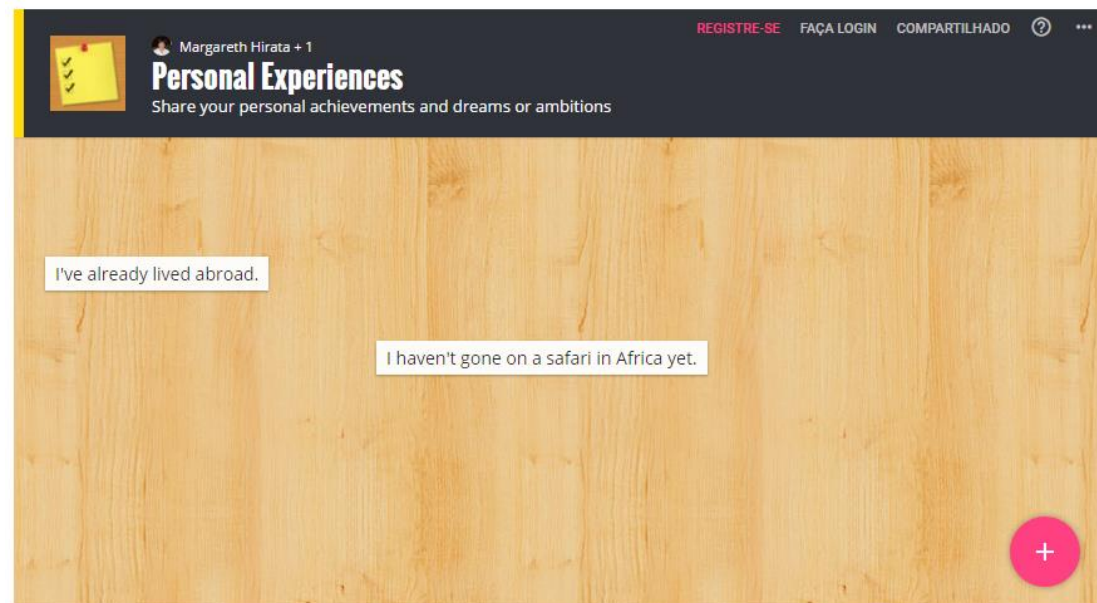 REGISTRE-SE FAÇA LOGIN COMPARTILHADO ? •••
Margareth Hirata + 1
Personal Experiences
Share your personal achievements and dreams or ambitions
I've already lived abroad.
I haven't gone on a safari in Africa yet.
+